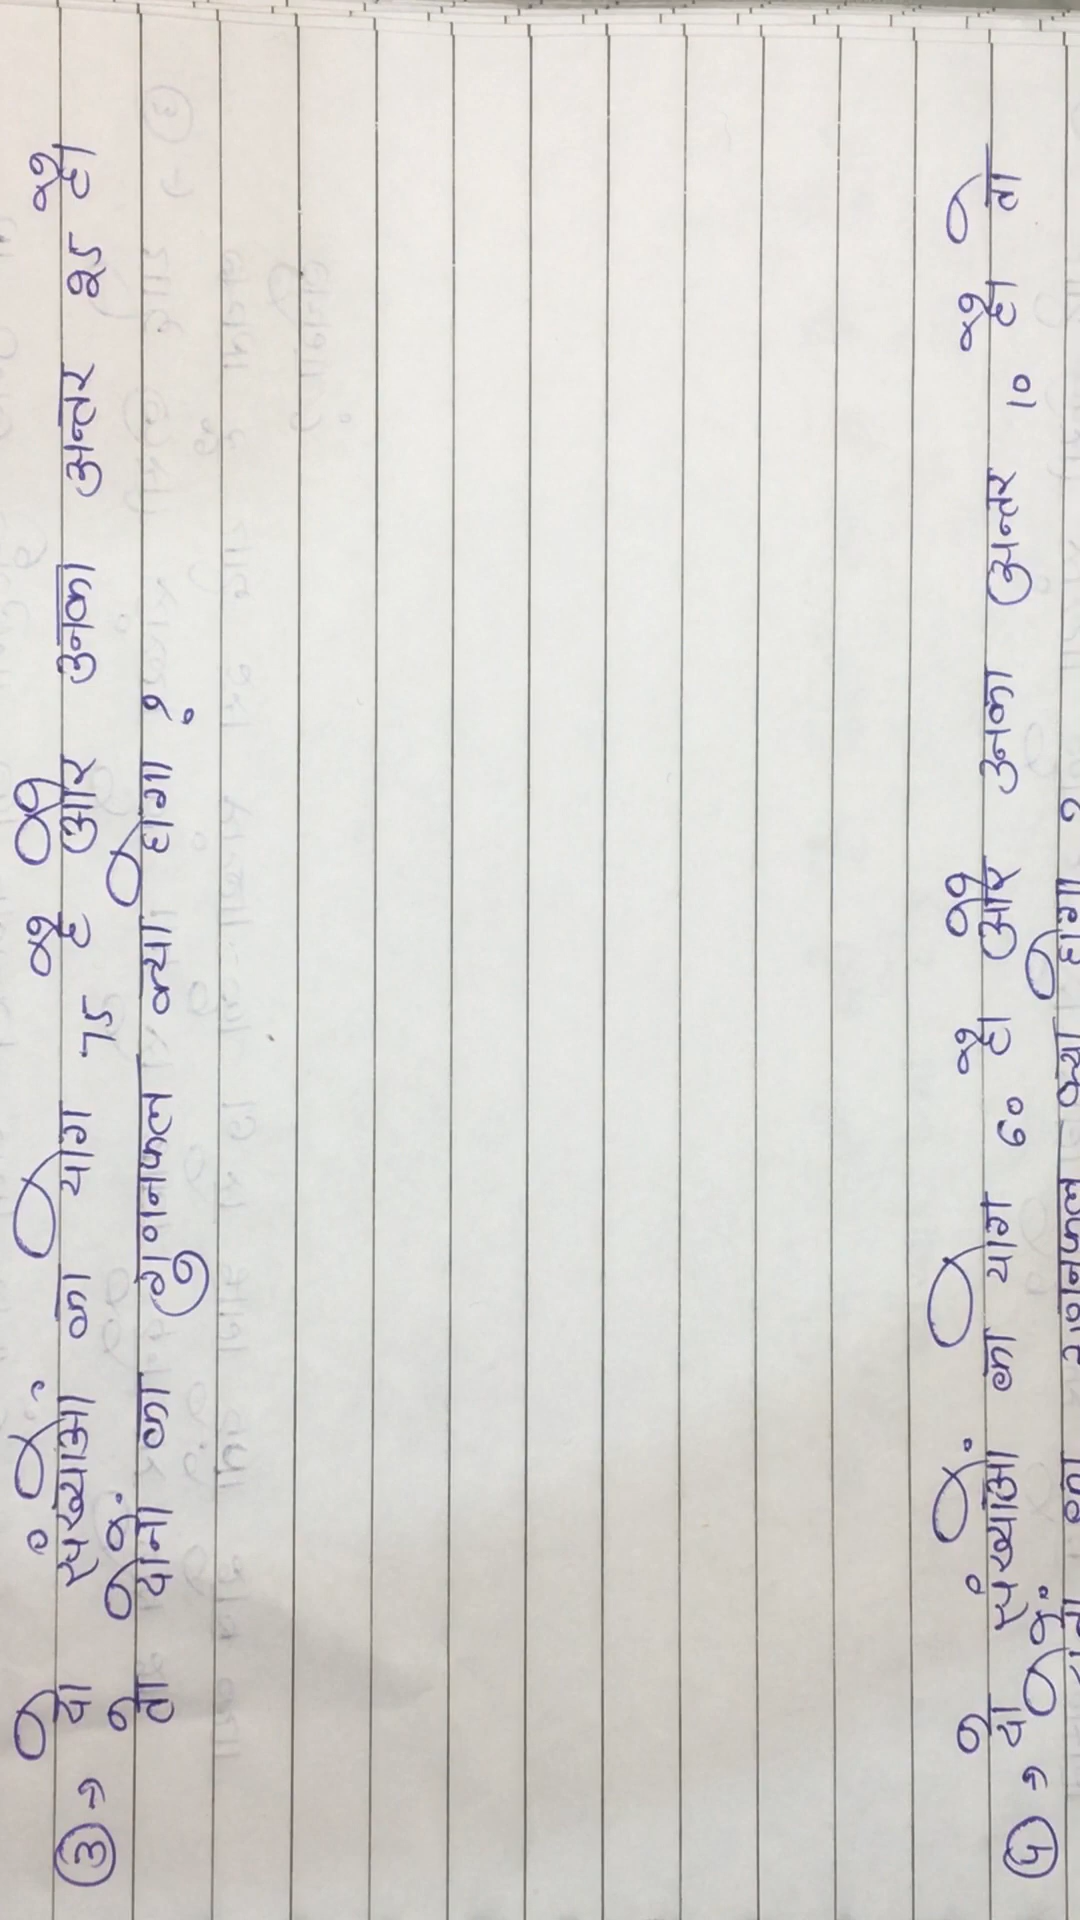 ③→ दो संख्याओं का योग 75 है और उनका अन्तर 25 है।
तो दोनों का गुणनफल क्या होगा ?
④→ दो संख्याओं का योग 60 है। और उनका अन्तर 10 है। तो
दोनों का गुणनफल क्या होगा ?